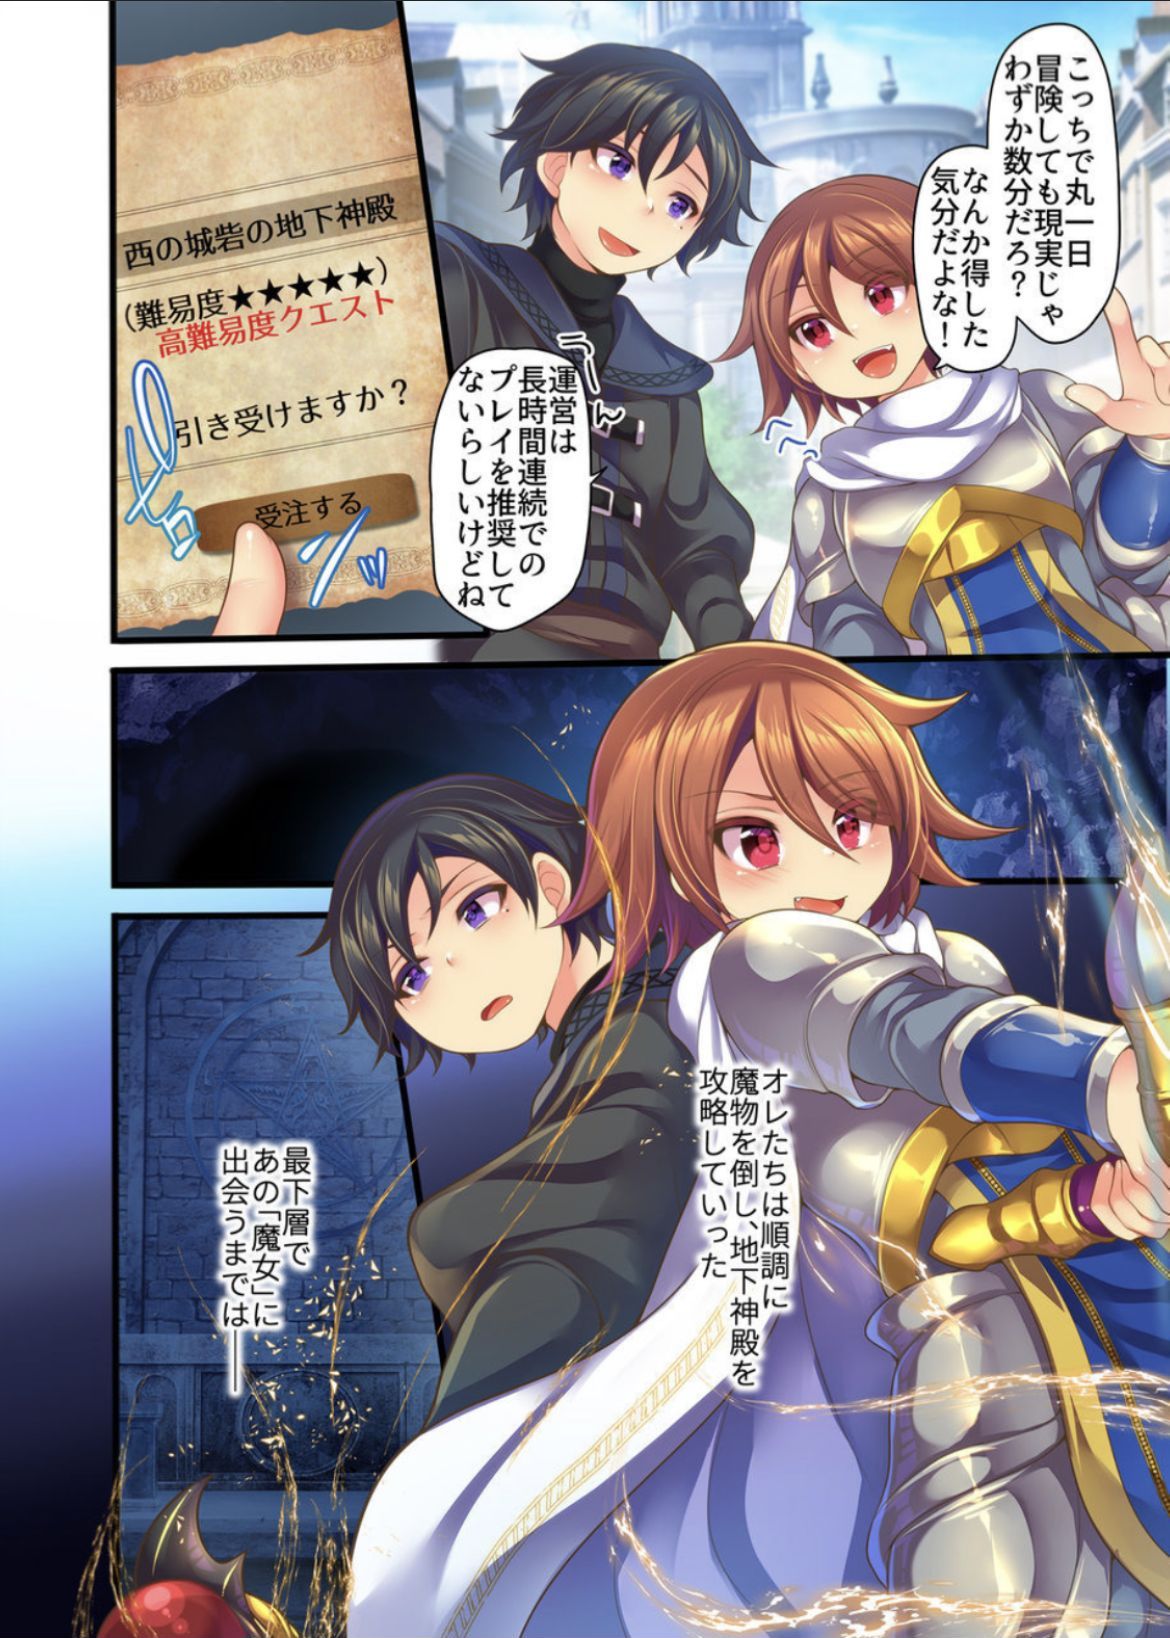 こっちで丸一日
冒険しても現実じゃ
わずか数分だろ？
なんか得した
気分だよな！
へへっ
うーん
運営は
長時間連続での
プレイを推奨して
ないらしいけどね
西の城砦の地下神殿
（難易度★★★★★）
高難易度クエスト
引き受けますか？
受注する
オレたちは順調に
魔物を倒し、地下神殿を
攻略していった
最下層で
あの「魔女」に
出会うまでは――